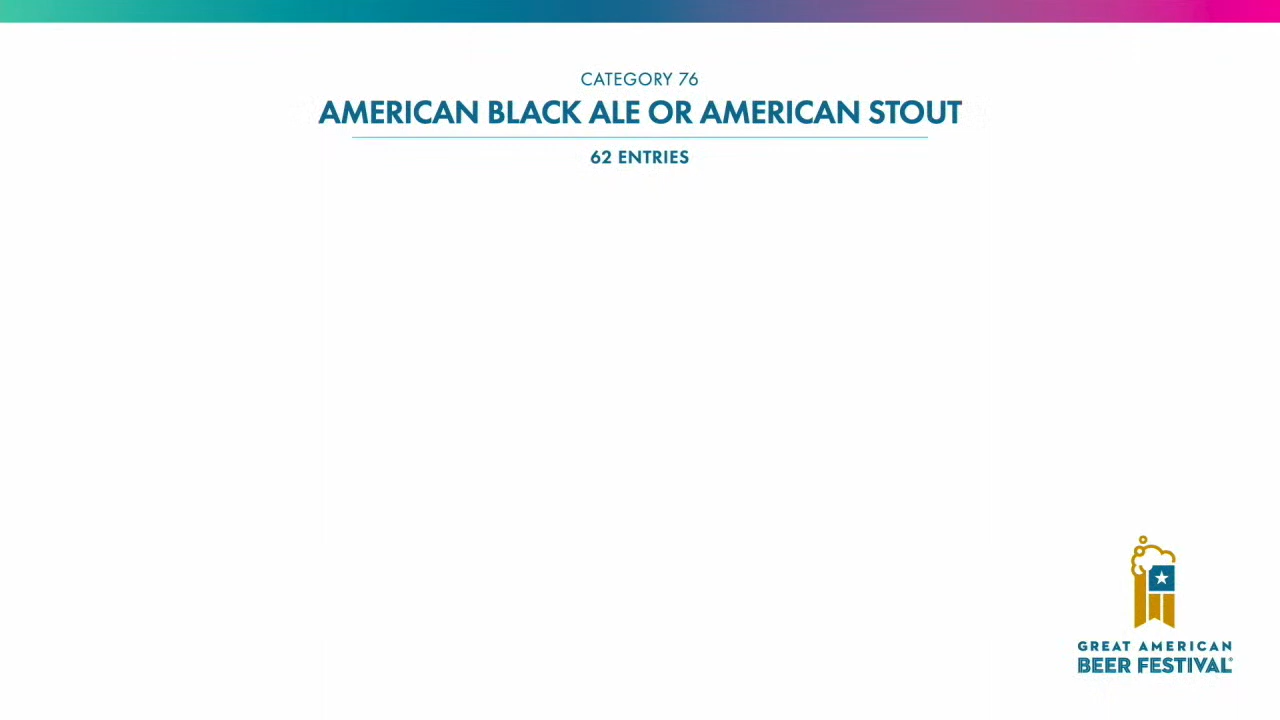 CATEGORY 76
AMERICAN BLACK ALE OR AMERICAN STOUT
62 ENTRIES
GREAT AMERICAN
BEER FESTIVAL®